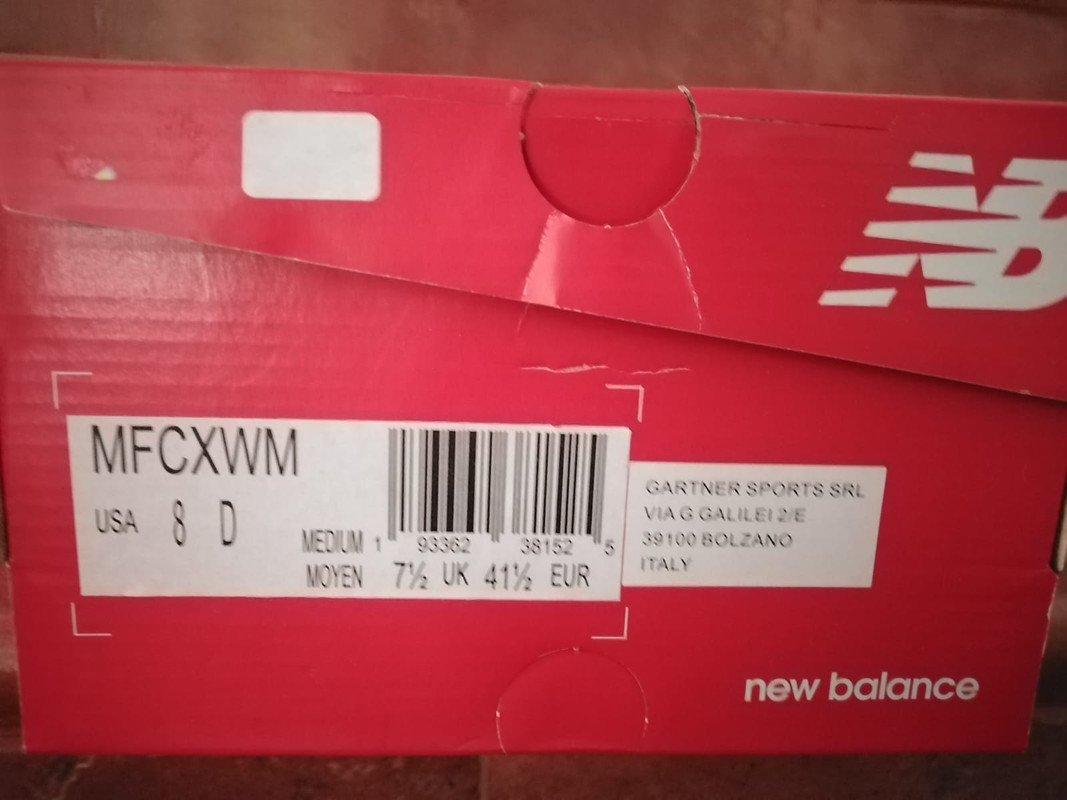 NB
MFCXWM
USA 8 D
MEDIUM 1 93362 38152 5
MOYEN 7½ UK 41½ EUR
GARTNER SPORTS SRL
VIA G GALILEI 2/E
39100 BOLZANO
ITALY
new balance